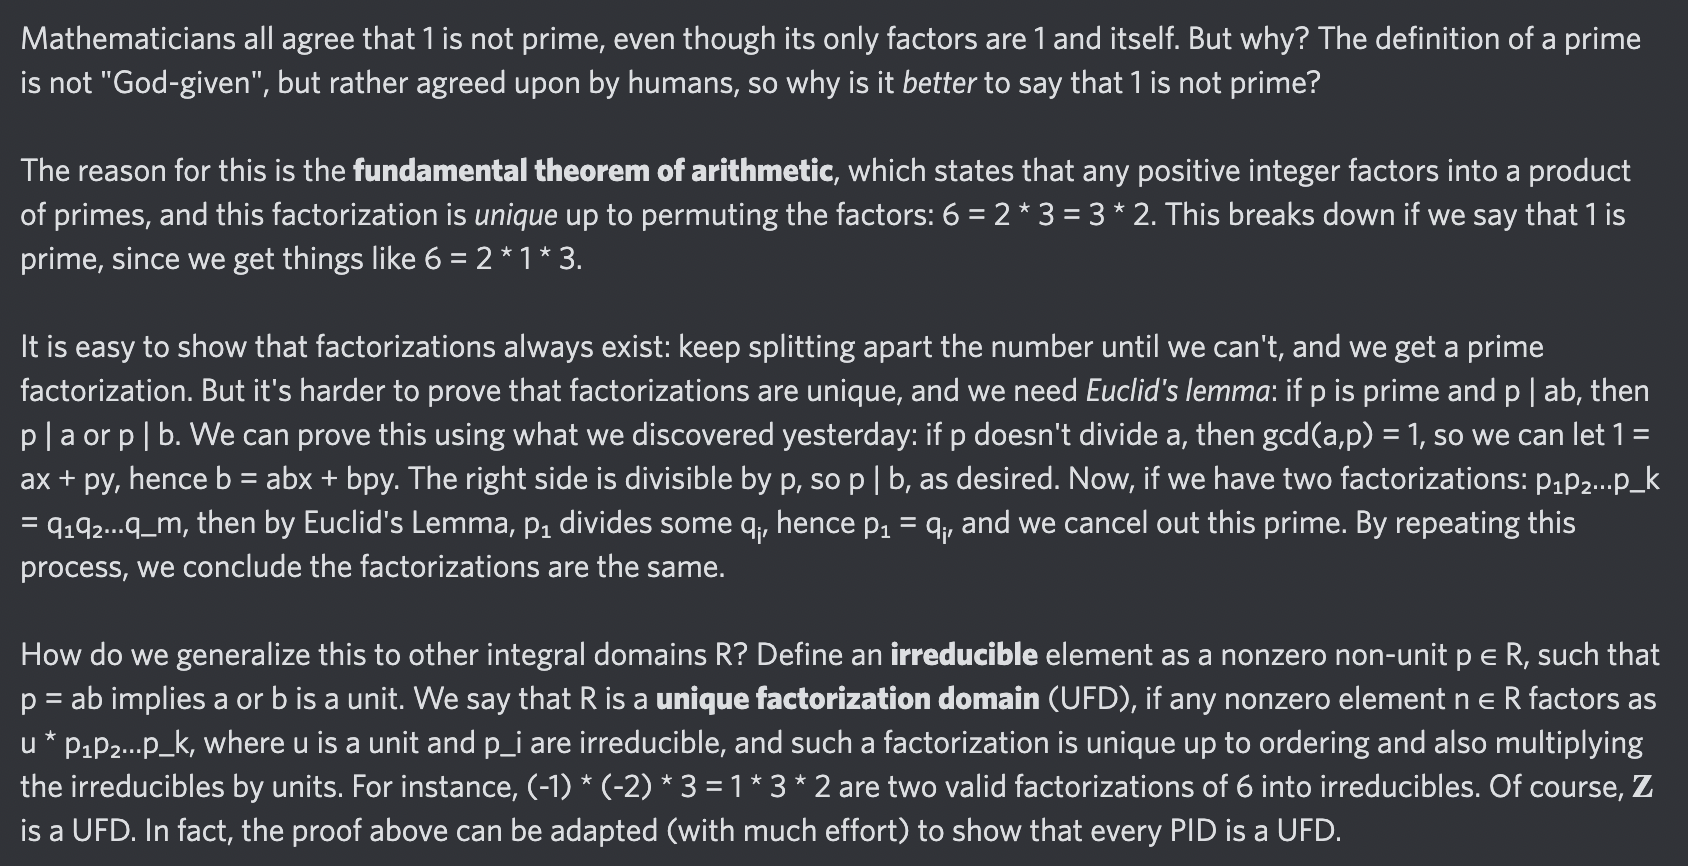 Mathematicians all agree that 1 is not prime, even though its only factors are 1 and itself. But why? The definition of a prime
is not "God-given", but rather agreed upon by humans, so why is it better to say that 1 is not prime?
The reason for this is the fundamental theorem of arithmetic, which states that any positive integer factors into a product
of primes, and this factorization is unique up to permuting the factors: 6 = 2 * 3 = 3 * 2. This breaks down if we say that 1 is
prime, since we get things like 6 = 2 * 1 * 3.
It is easy to show that factorizations always exist: keep splitting apart the number until we can't, and we get a prime
factorization. But it's harder to prove that factorizations are unique, and we need Euclid's lemma: if p is prime and p | ab, then
p | a or p | b. We can prove this using what we discovered yesterday: if p doesn't divide a, then gcd(a,p) = 1, so we can let 1 =
ax + py, hence b = abx + bpy. The right side is divisible by p, so p | b, as desired. Now, if we have two factorizations: p₁p₂...p_k
= q₁q₂...q_m, then by Euclid's Lemma, p₁ divides some qⱼ, hence p₁ = qⱼ, and we cancel out this prime. By repeating this
process, we conclude the factorizations are the same.
How do we generalize this to other integral domains R? Define an irreducible element as a nonzero non-unit p ∈ R, such that
p = ab implies a or b is a unit. We say that R is a unique factorization domain (UFD), if any nonzero element n ∈ R factors as
u * p₁p₂...p_k, where u is a unit and p_i are irreducible, and such a factorization is unique up to ordering and also multiplying
the irreducibles by units. For instance, (-1) * (-2) * 3 = 1 * 3 * 2 are two valid factorizations of 6 into irreducibles. Of course, 𝐙
is a UFD. In fact, the proof above can be adapted (with much effort) to show that every PID is a UFD.